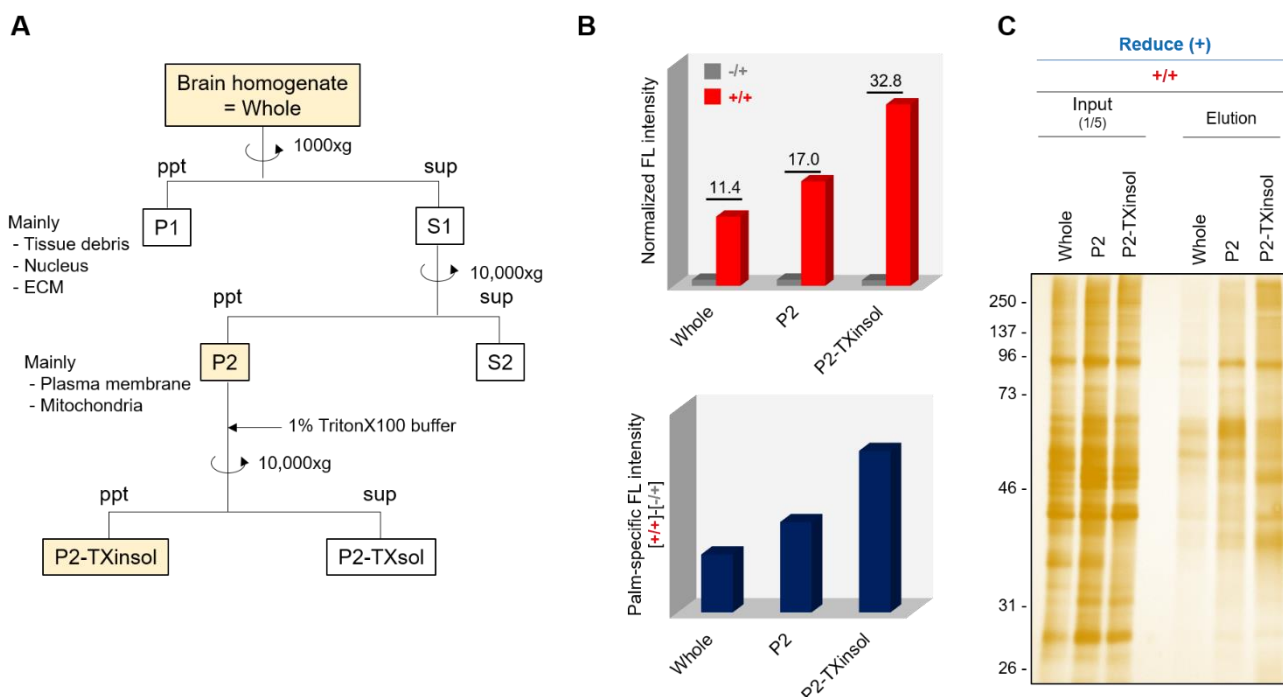 A
Brain homogenate
= Whole
1000xg
ppt
sup
P1
S1
Mainly
- Tissue debris
- Nucleus
- ECM
10,000xg
ppt
sup
P2
S2
Mainly
- Plasma membrane
- Mitochondria
1% TritonX100 buffer
10,000xg
ppt
sup
P2-TXinsol
P2-TXsol
B
Normalized FL intensity
-/+
+/+
11.4
17.0
32.8
Whole
P2
P2-TXinsol
Palm-specific FL intensity
[+/+]-[-/+]
Whole
P2
P2-TXinsol
C
Reduce (+)
+/+
Input
(1/5)
Elution
Whole
P2
P2-TXinsol
Whole
P2
P2-TXinsol
250 -
137 -
96 -
73 -
46 -
31 -
26 -